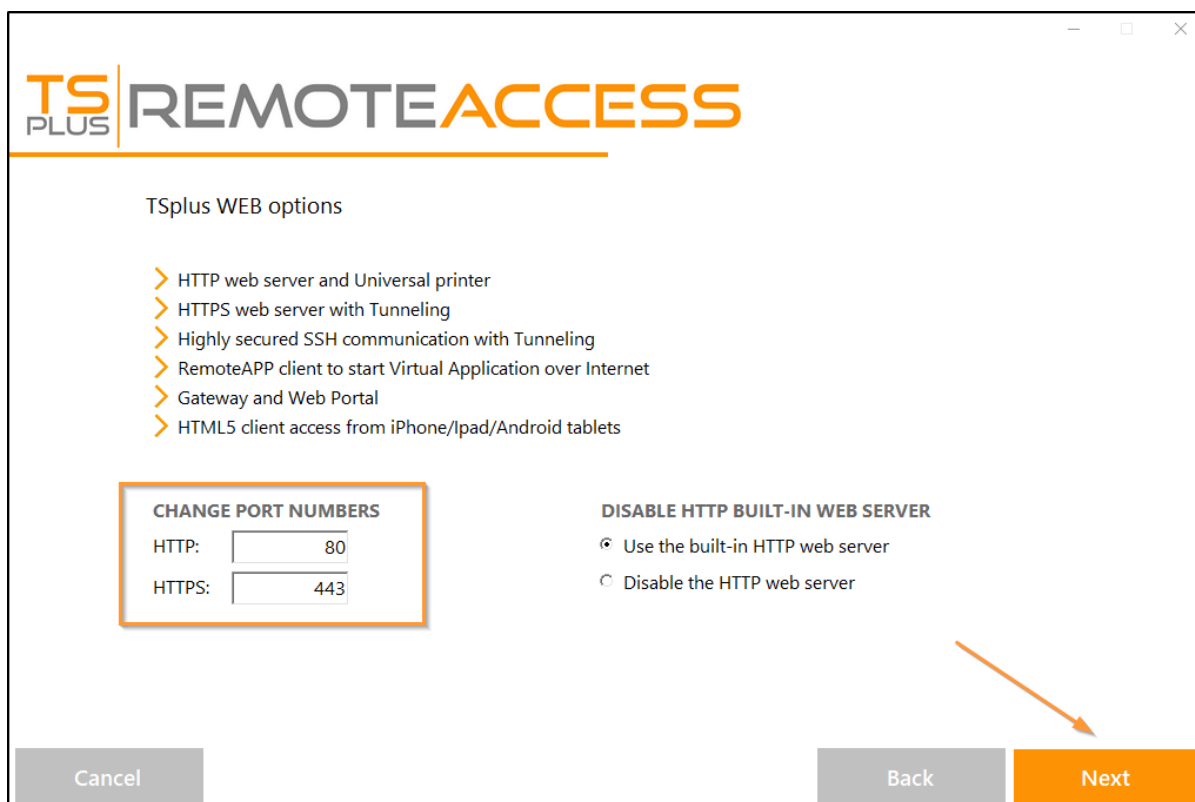 TS PLUS REMOTEACCESS
TSplus WEB options
HTTP web server and Universal printer
HTTPS web server with Tunneling
Highly secured SSH communication with Tunneling
RemoteAPP client to start Virtual Application over Internet
Gateway and Web Portal
HTML5 client access from iPhone/Ipad/Android tablets
CHANGE PORT NUMBERS
HTTP: 80
HTTPS: 443
DISABLE HTTP BUILT-IN WEB SERVER
Use the built-in HTTP web server
Disable the HTTP web server
Cancel
Back
Next